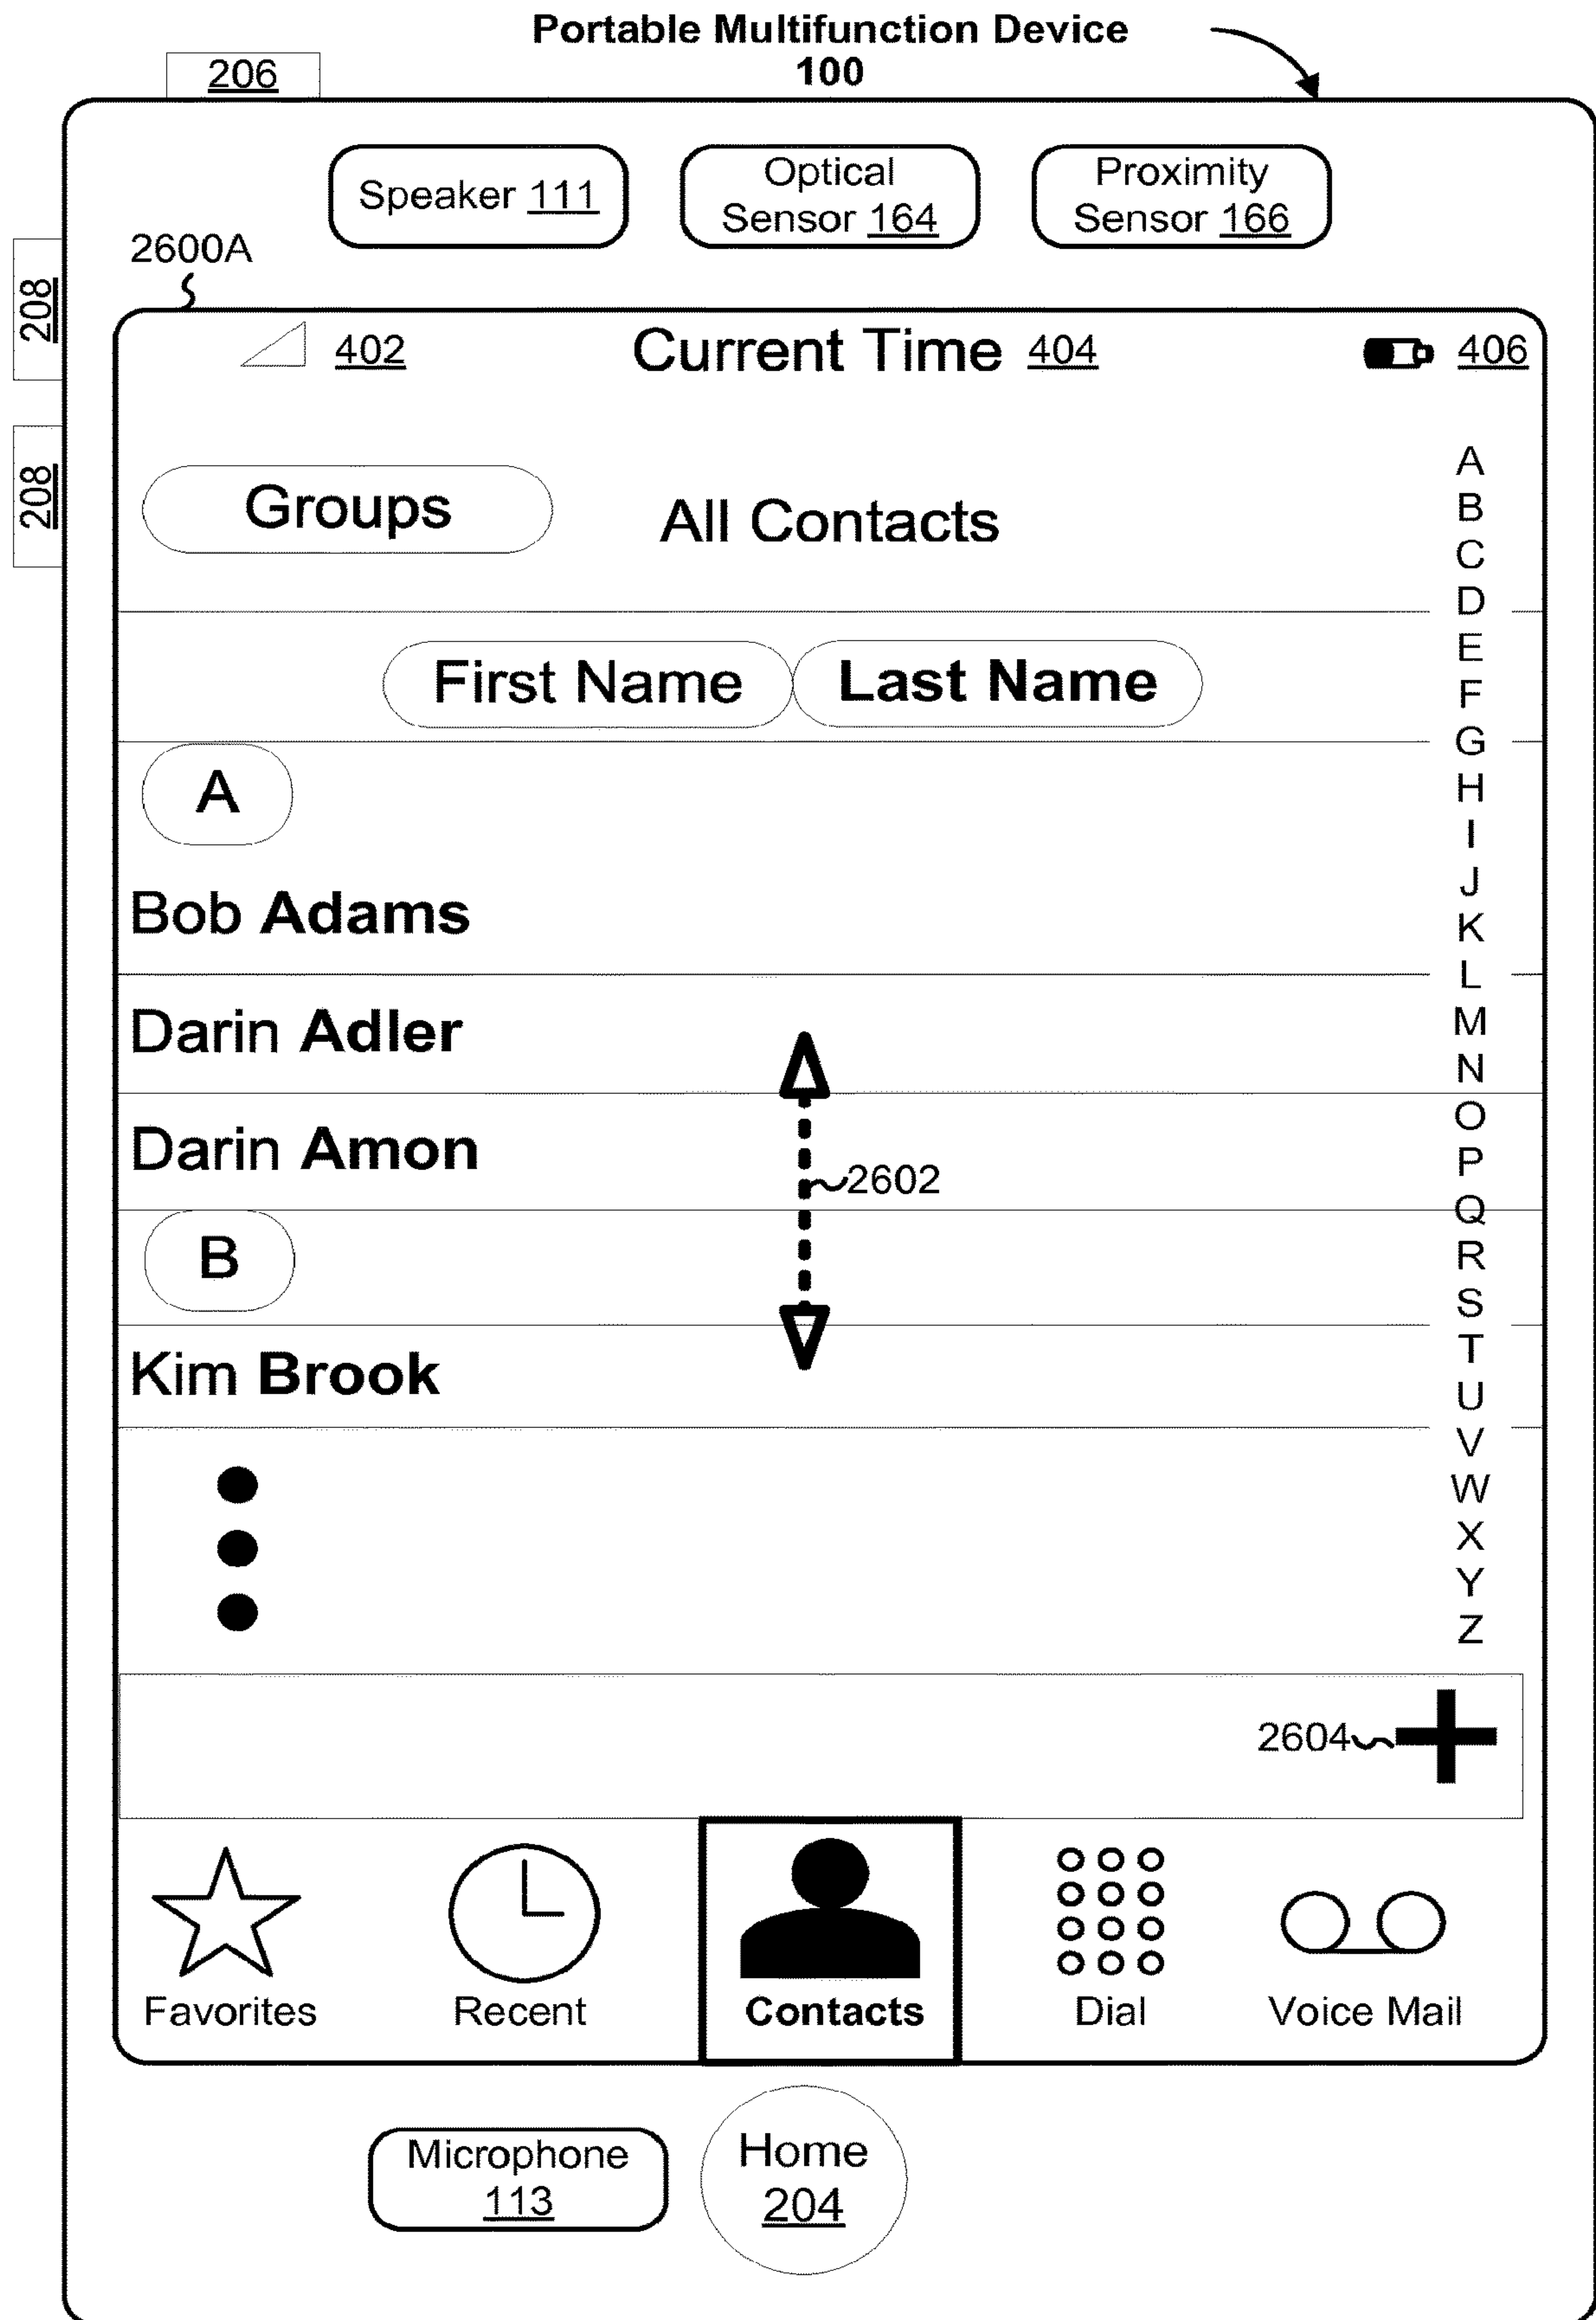 Portable Multifunction Device
100
206
Speaker 111
Optical
Sensor 164
Proximity
Sensor 166
2600A
208
208
402
Current Time 404
406
Groups
All Contacts
First Name
Last Name
A
Bob Adams
Darin Adler
Darin Amon
2602
B
Kim Brook
A
B
C
D
E
F
G
H
I
J
K
L
M
N
O
P
Q
R
S
T
U
V
W
X
Y
Z
2604
Favorites
Recent
Contacts
Dial
Voice Mail
Microphone
113
Home
204